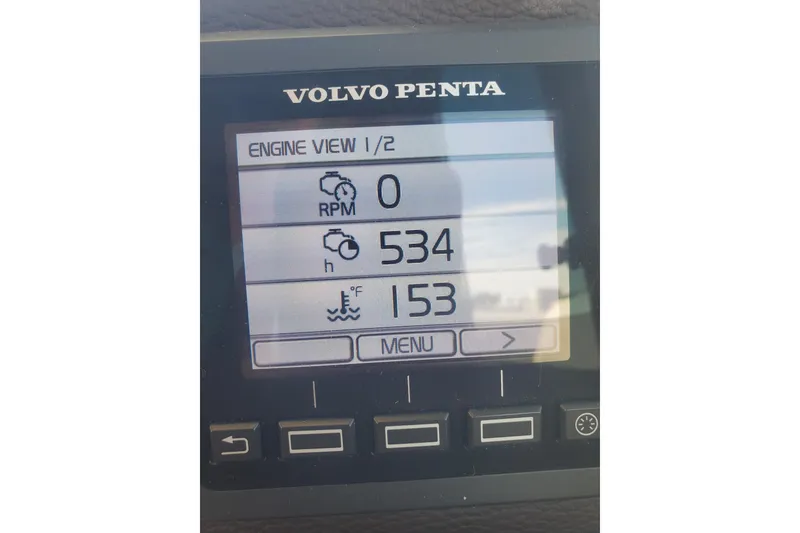 VOLVO PENTA
ENGINE VIEW 1/2
RPM 0
h 534
°F 153
MENU >